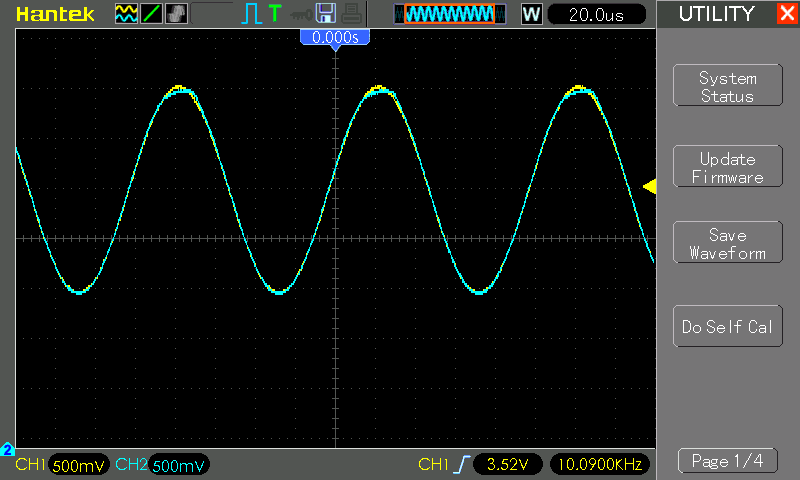 Hantek
T
W
20.0us
UTILITY
X
0.000s
System
Status
Update
Firmware
Save
Waveform
Do Self Cal
2
CH1 500mV CH2 500mV
CH1 3.52V 10.0900KHz
Page 1/4